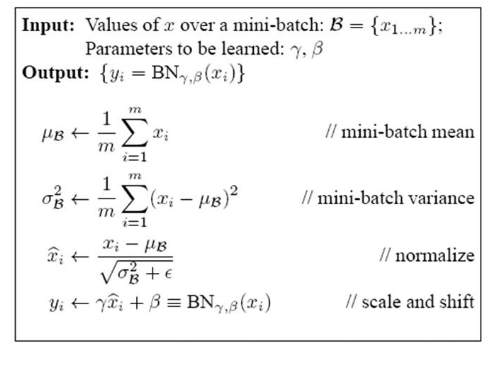 Input: Values of x over a mini-batch: ℬ = {x₁...ₘ};
Parameters to be learned: γ, β
Output: {yᵢ = BN_γ,β(xᵢ)}
μ_ℬ ← 1/m ∑_{i=1}^{m} xᵢ // mini-batch mean
σ²_ℬ ← 1/m ∑_{i=1}^{m} (xᵢ − μ_ℬ)² // mini-batch variance
x̂ᵢ ← (xᵢ − μ_ℬ) / √(σ²_ℬ + ϵ) // normalize
yᵢ ← γx̂ᵢ + β ≡ BN_γ,β(xᵢ) // scale and shift